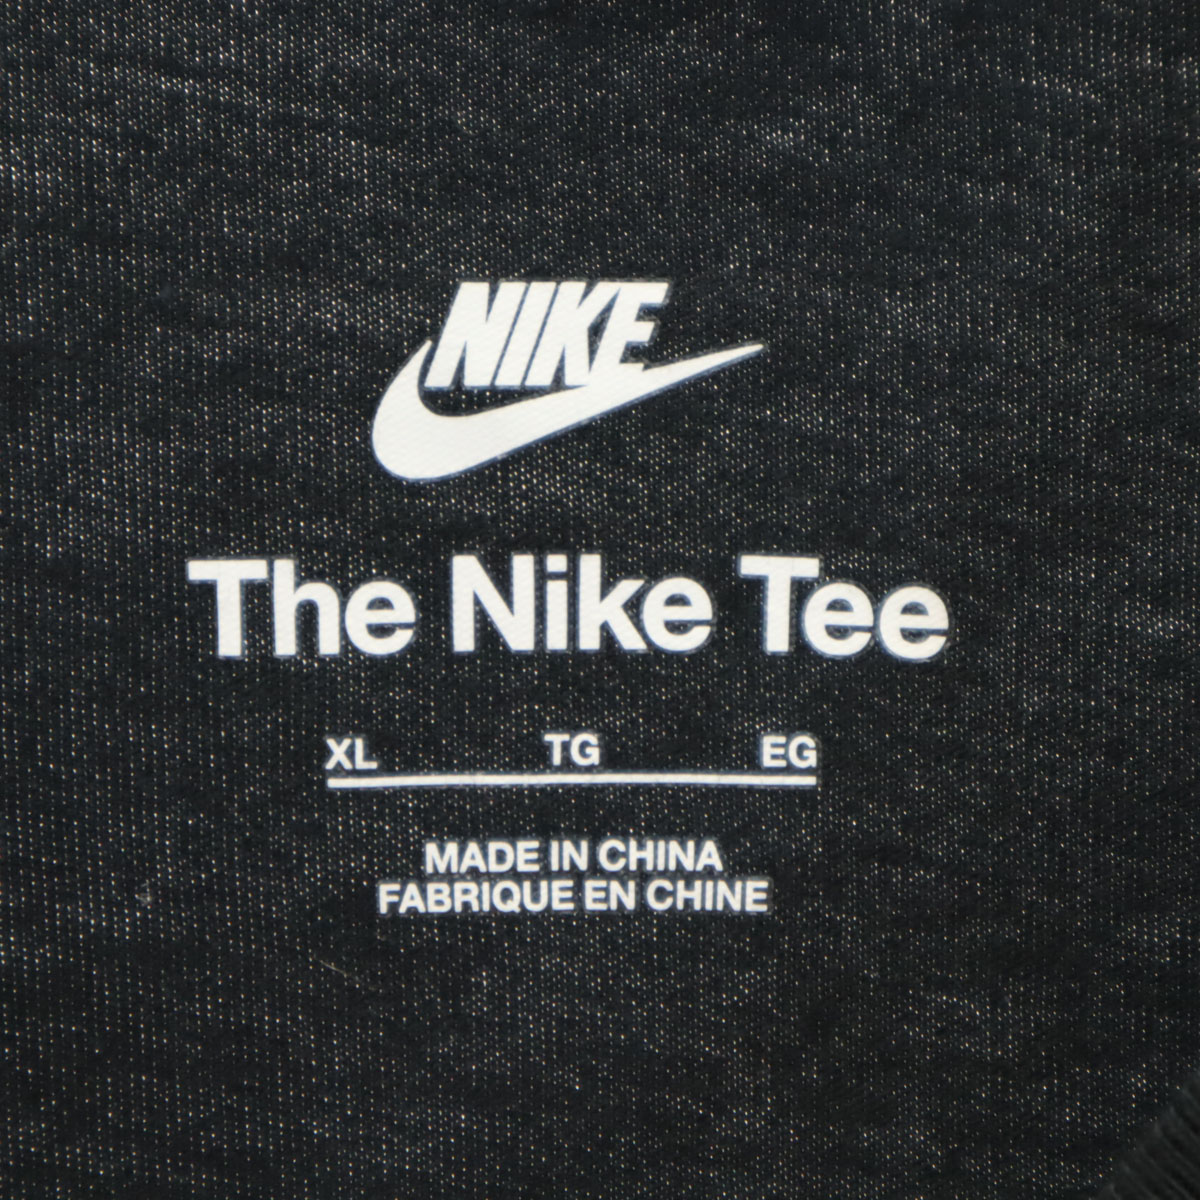 NIKE
The Nike Tee
XL TG EG
MADE IN CHINA
FABRIQUE EN CHINE